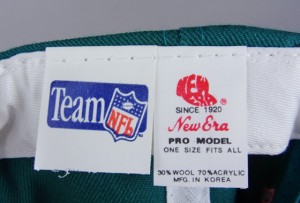 Team
NFL
SINCE 1920
New Era
PRO MODEL
ONE SIZE FITS ALL
30% WOOL 70% ACRYLIC
MFG. IN KOREA